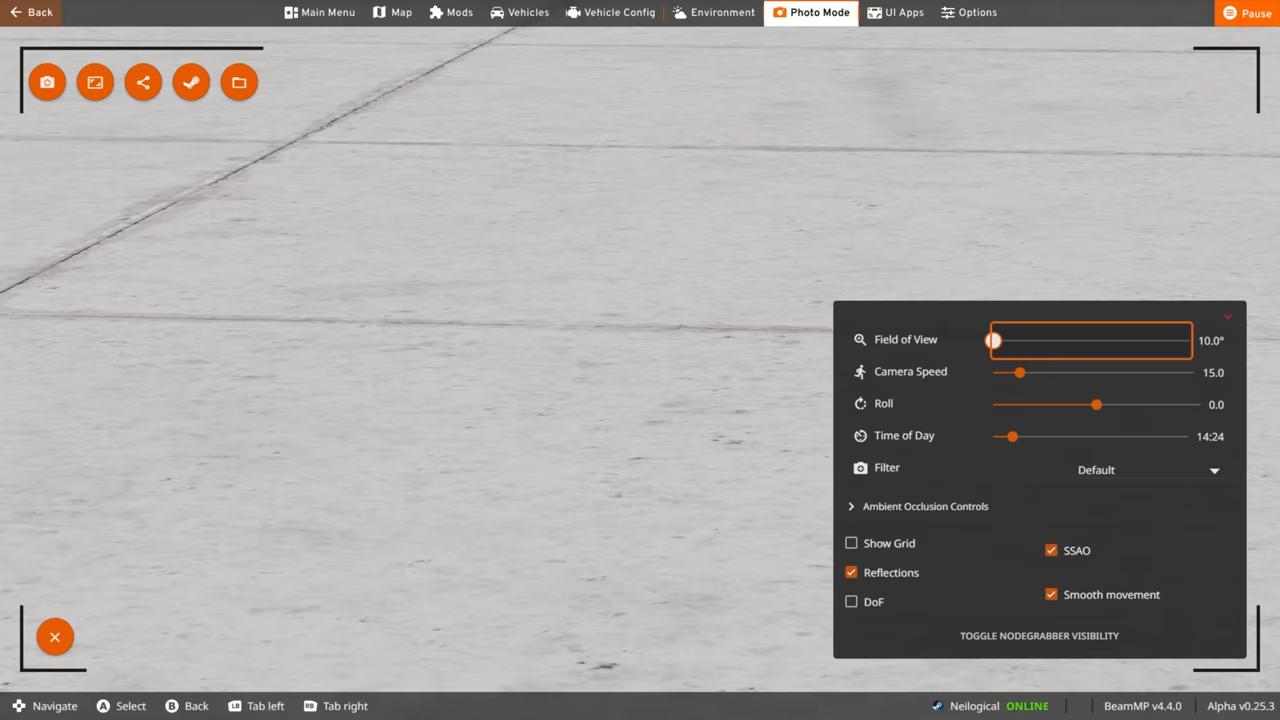 Back
Main Menu
Map
Mods
Vehicles
Vehicle Config
Environment
Photo Mode
UI Apps
Options
Pause
Field of View
10.0°
Camera Speed
15.0
Roll
0.0
Time of Day
14:24
Filter
Default
Ambient Occlusion Controls
Show Grid
SSAO
Reflections
Smooth movement
DoF
TOGGLE NODEGRABBER VISIBILITY
Navigate
A Select
B Back
LB Tab left
RB Tab right
Neilogical ONLINE
BeamMP v4.4.0
Alpha v0.25.3